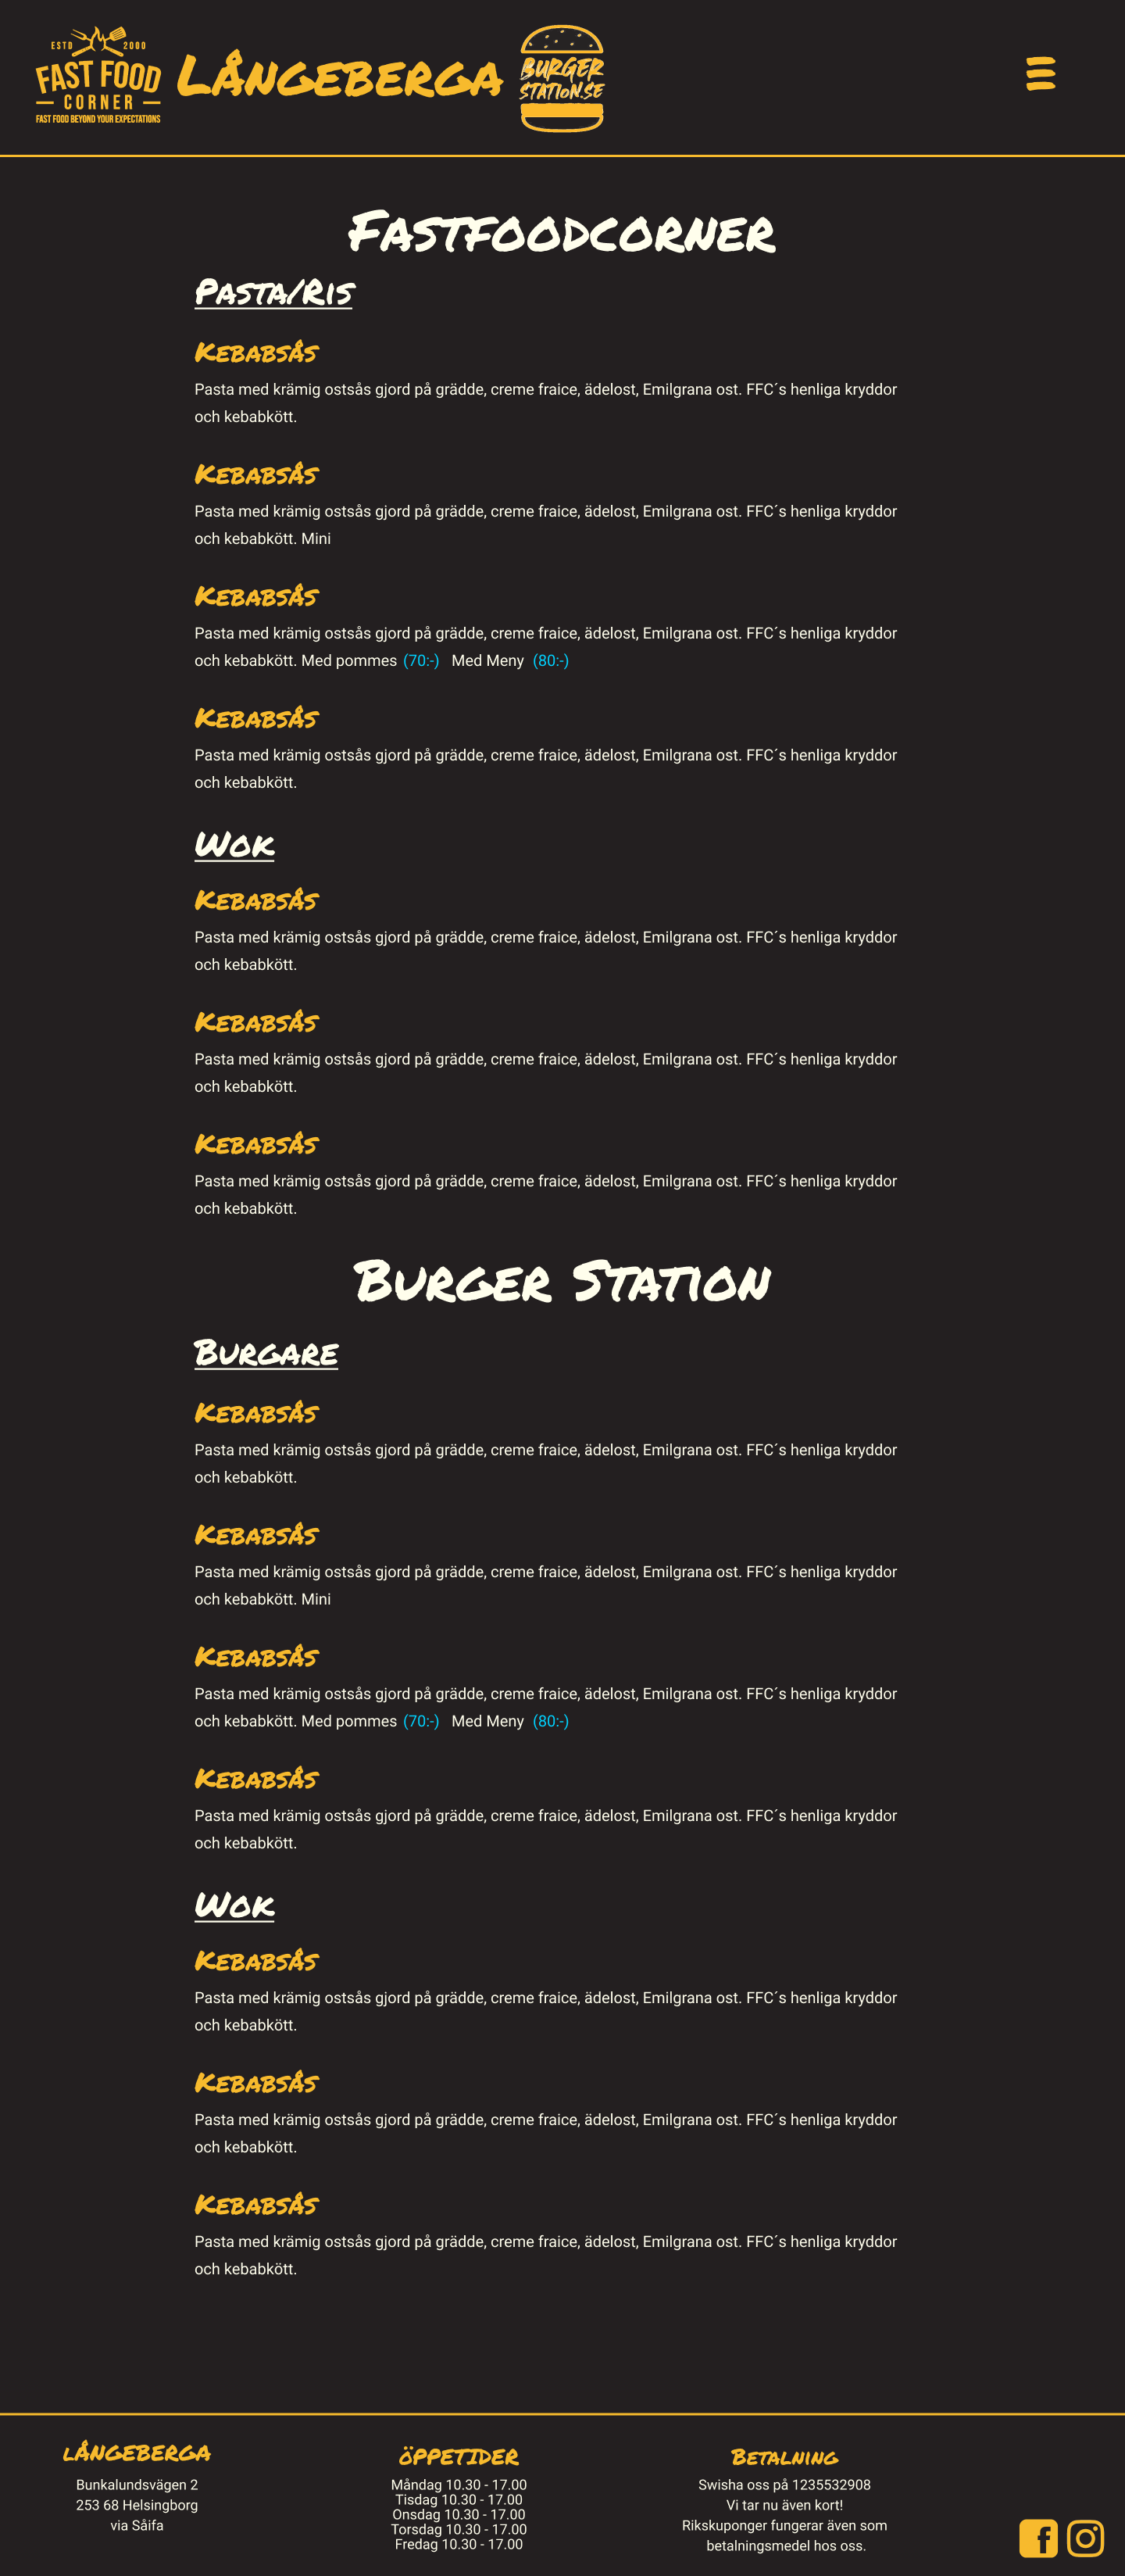 ESTD 2000
FAST FOOD
CORNER
FAST FOOD BEYOND YOUR EXPECTATIONS
LÅNGEBERGA
BURGER
STATION.SE
Fastfoodcorner
Pasta/Ris
Kebabsås
Pasta med krämig ostsås gjord på grädde, creme fraice, ädelost, Emilgrana ost. FFC´s henliga kryddor
och kebabkött.
Kebabsås
Pasta med krämig ostsås gjord på grädde, creme fraice, ädelost, Emilgrana ost. FFC´s henliga kryddor
och kebabkött. Mini
Kebabsås
Pasta med krämig ostsås gjord på grädde, creme fraice, ädelost, Emilgrana ost. FFC´s henliga kryddor
och kebabkött. Med pommes (70:-) Med Meny (80:-)
Kebabsås
Pasta med krämig ostsås gjord på grädde, creme fraice, ädelost, Emilgrana ost. FFC´s henliga kryddor
och kebabkött.
Wok
Kebabsås
Pasta med krämig ostsås gjord på grädde, creme fraice, ädelost, Emilgrana ost. FFC´s henliga kryddor
och kebabkött.
Kebabsås
Pasta med krämig ostsås gjord på grädde, creme fraice, ädelost, Emilgrana ost. FFC´s henliga kryddor
och kebabkött.
Kebabsås
Pasta med krämig ostsås gjord på grädde, creme fraice, ädelost, Emilgrana ost. FFC´s henliga kryddor
och kebabkött.
Burger Station
Burgare
Kebabsås
Pasta med krämig ostsås gjord på grädde, creme fraice, ädelost, Emilgrana ost. FFC´s henliga kryddor
och kebabkött.
Kebabsås
Pasta med krämig ostsås gjord på grädde, creme fraice, ädelost, Emilgrana ost. FFC´s henliga kryddor
och kebabkött. Mini
Kebabsås
Pasta med krämig ostsås gjord på grädde, creme fraice, ädelost, Emilgrana ost. FFC´s henliga kryddor
och kebabkött. Med pommes (70:-) Med Meny (80:-)
Kebabsås
Pasta med krämig ostsås gjord på grädde, creme fraice, ädelost, Emilgrana ost. FFC´s henliga kryddor
och kebabkött.
Wok
Kebabsås
Pasta med krämig ostsås gjord på grädde, creme fraice, ädelost, Emilgrana ost. FFC´s henliga kryddor
och kebabkött.
Kebabsås
Pasta med krämig ostsås gjord på grädde, creme fraice, ädelost, Emilgrana ost. FFC´s henliga kryddor
och kebabkött.
Kebabsås
Pasta med krämig ostsås gjord på grädde, creme fraice, ädelost, Emilgrana ost. FFC´s henliga kryddor
och kebabkött.
lÅNGEBERGA
Bunkalundsvägen 2
253 68 Helsingborg
via Såifa
öPPETIDER
Måndag 10.30 - 17.00
Tisdag 10.30 - 17.00
Onsdag 10.30 - 17.00
Torsdag 10.30 - 17.00
Fredag 10.30 - 17.00
Betalning
Swisha oss på 1235532908
Vi tar nu även kort!
Rikskuponger fungerar även som
betalningsmedel hos oss.